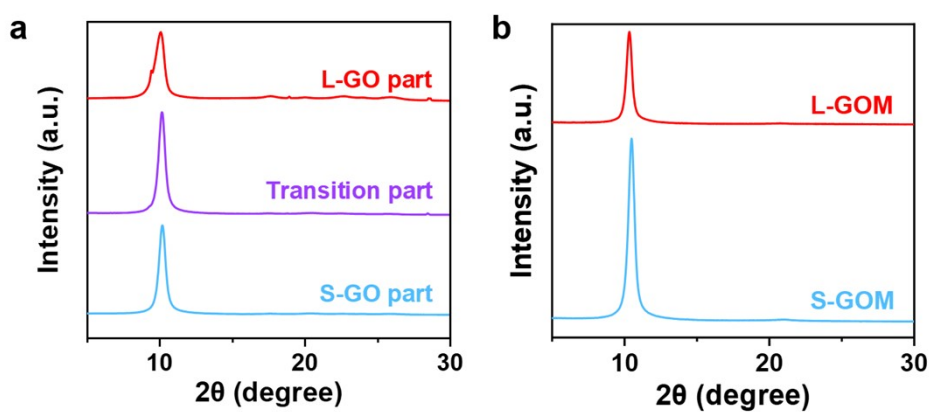 a
L-GO part
Transition part
S-GO part
Intensity (a.u.)
10 20 30
2θ (degree)
b
L-GOM
S-GOM
Intensity (a.u.)
10 20 30
2θ (degree)